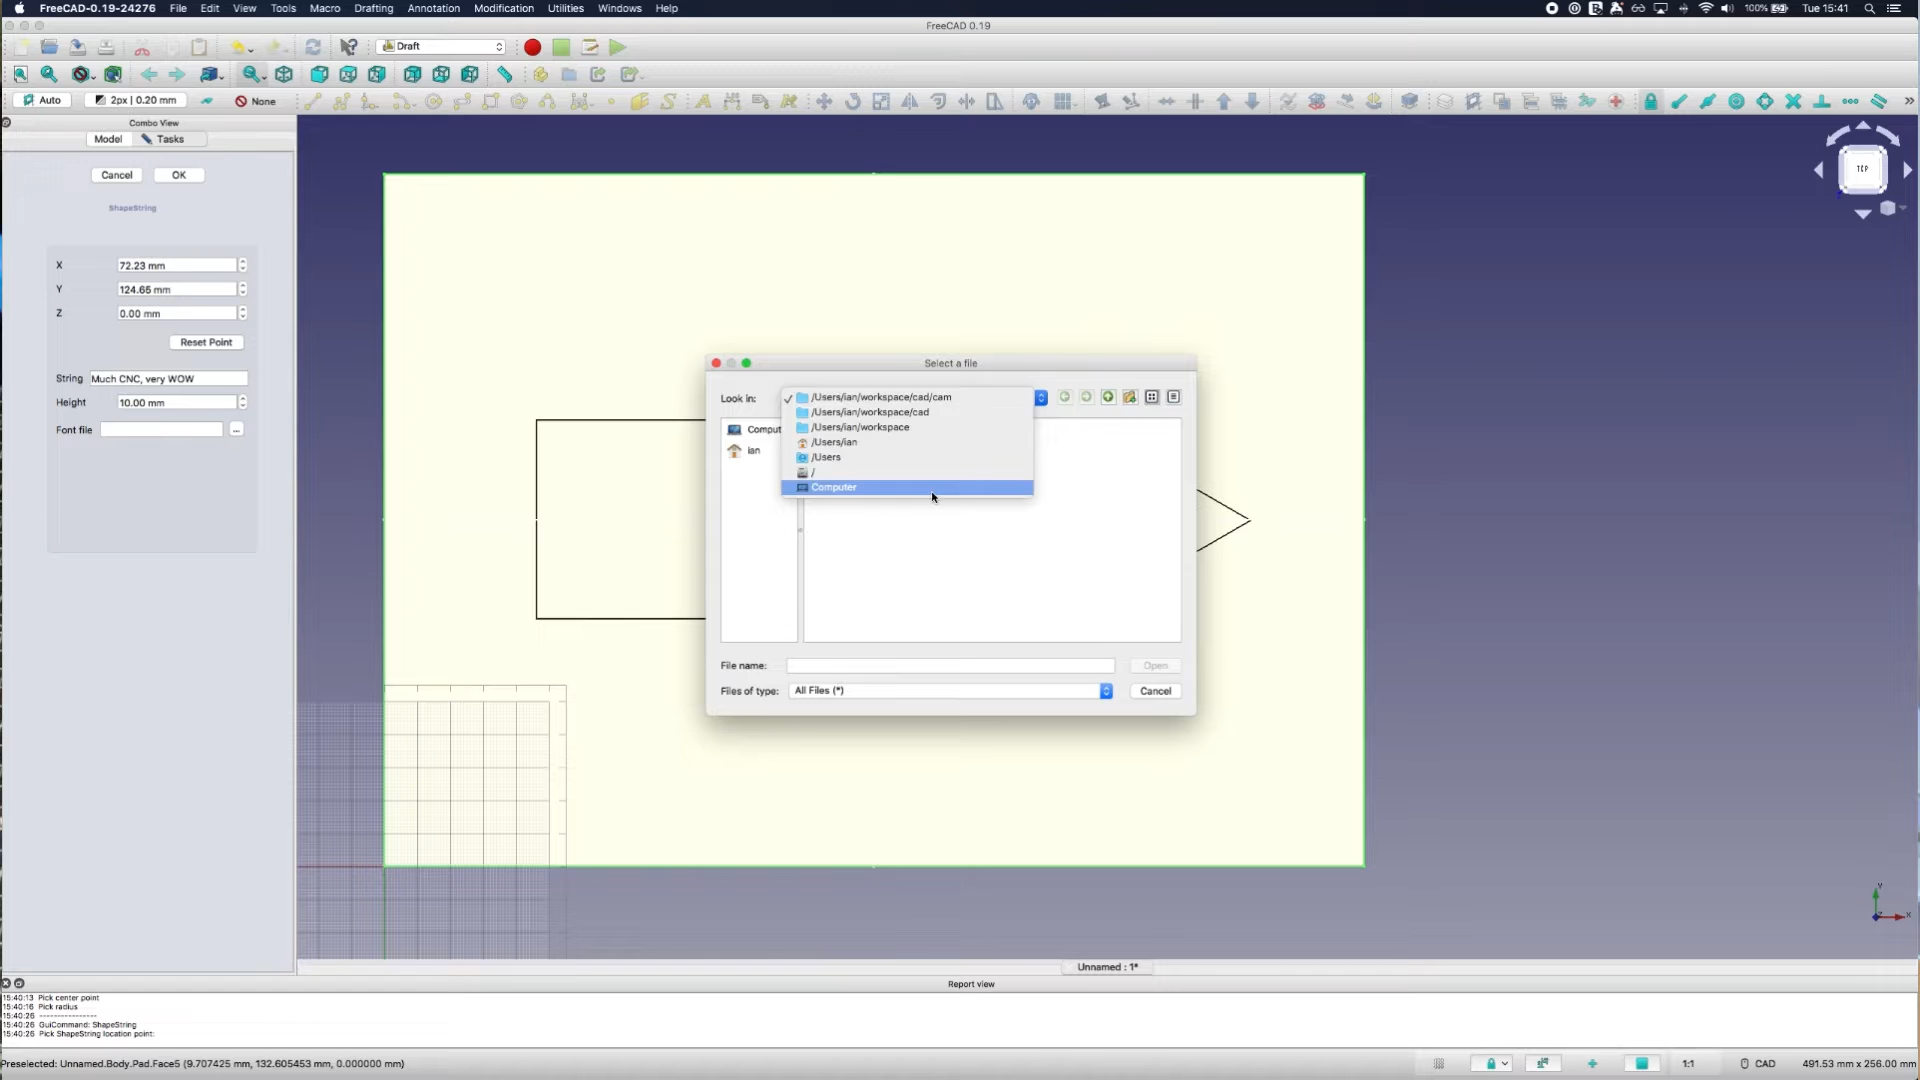 FreeCAD-0.19-24276 File Edit View Tools Macro Drafting Annotation Modification Utilities Windows Help
100% Tue 15:41
FreeCAD 0.19
Draft
Auto 2px | 0.20 mm None
Combo View
Model Tasks
Cancel OK
ShapeString
X 72.23 mm
Y 124.65 mm
Z 0.00 mm
Reset Point
String Much CNC, very WOW
Height 10.00 mm
Font file ...
TOP
Select a file
Look in: /Users/ian/workspace/cad/cam
/Users/ian/workspace/cad
/Users/ian/workspace
/Users/ian
/Users
/
Computer
Comput
ian
File name: Open
Files of type: All Files (*) Cancel
Y
X
Unnamed : 1*
Report view
15:40:13 Pick center point
15:40:16 Pick radius
15:40:26 ----------------
15:40:26 GuiCommand: ShapeString
15:40:26 Pick ShapeString location point:
Preselected: Unnamed.Body.Pad.Face5 (9.707425 mm, 132.605453 mm, 0.000000 mm)
1:1 CAD 491.53 mm x 256.00 mm